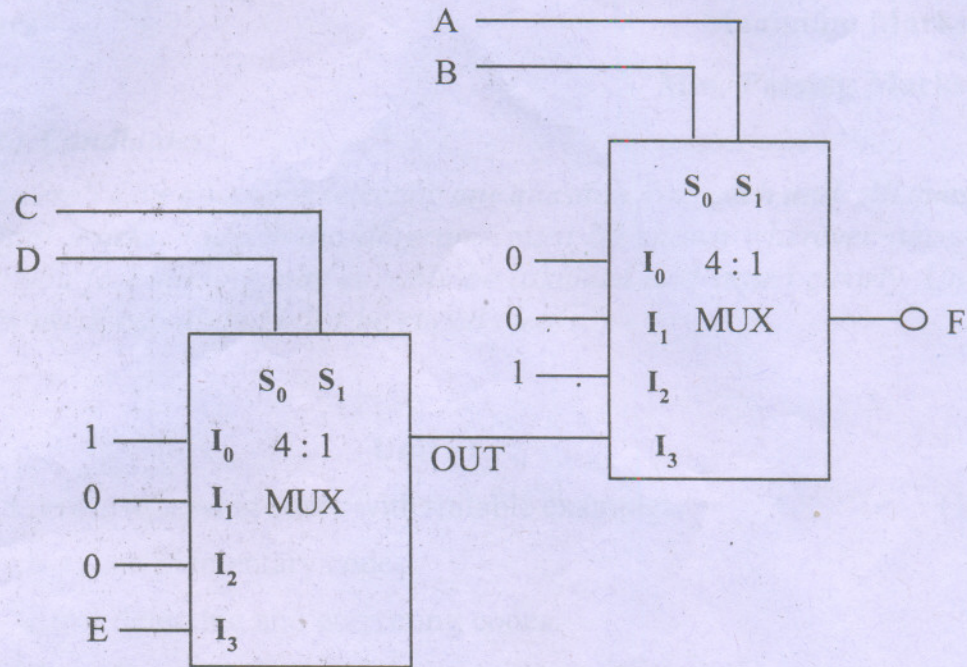 A
B
S₀ S₁
C
D
0 I₀ 4 : 1
0 I₁ MUX F
1 I₂
I₃
S₀ S₁
1 I₀ 4 : 1
OUT
0 I₁ MUX
0 I₂
E I₃